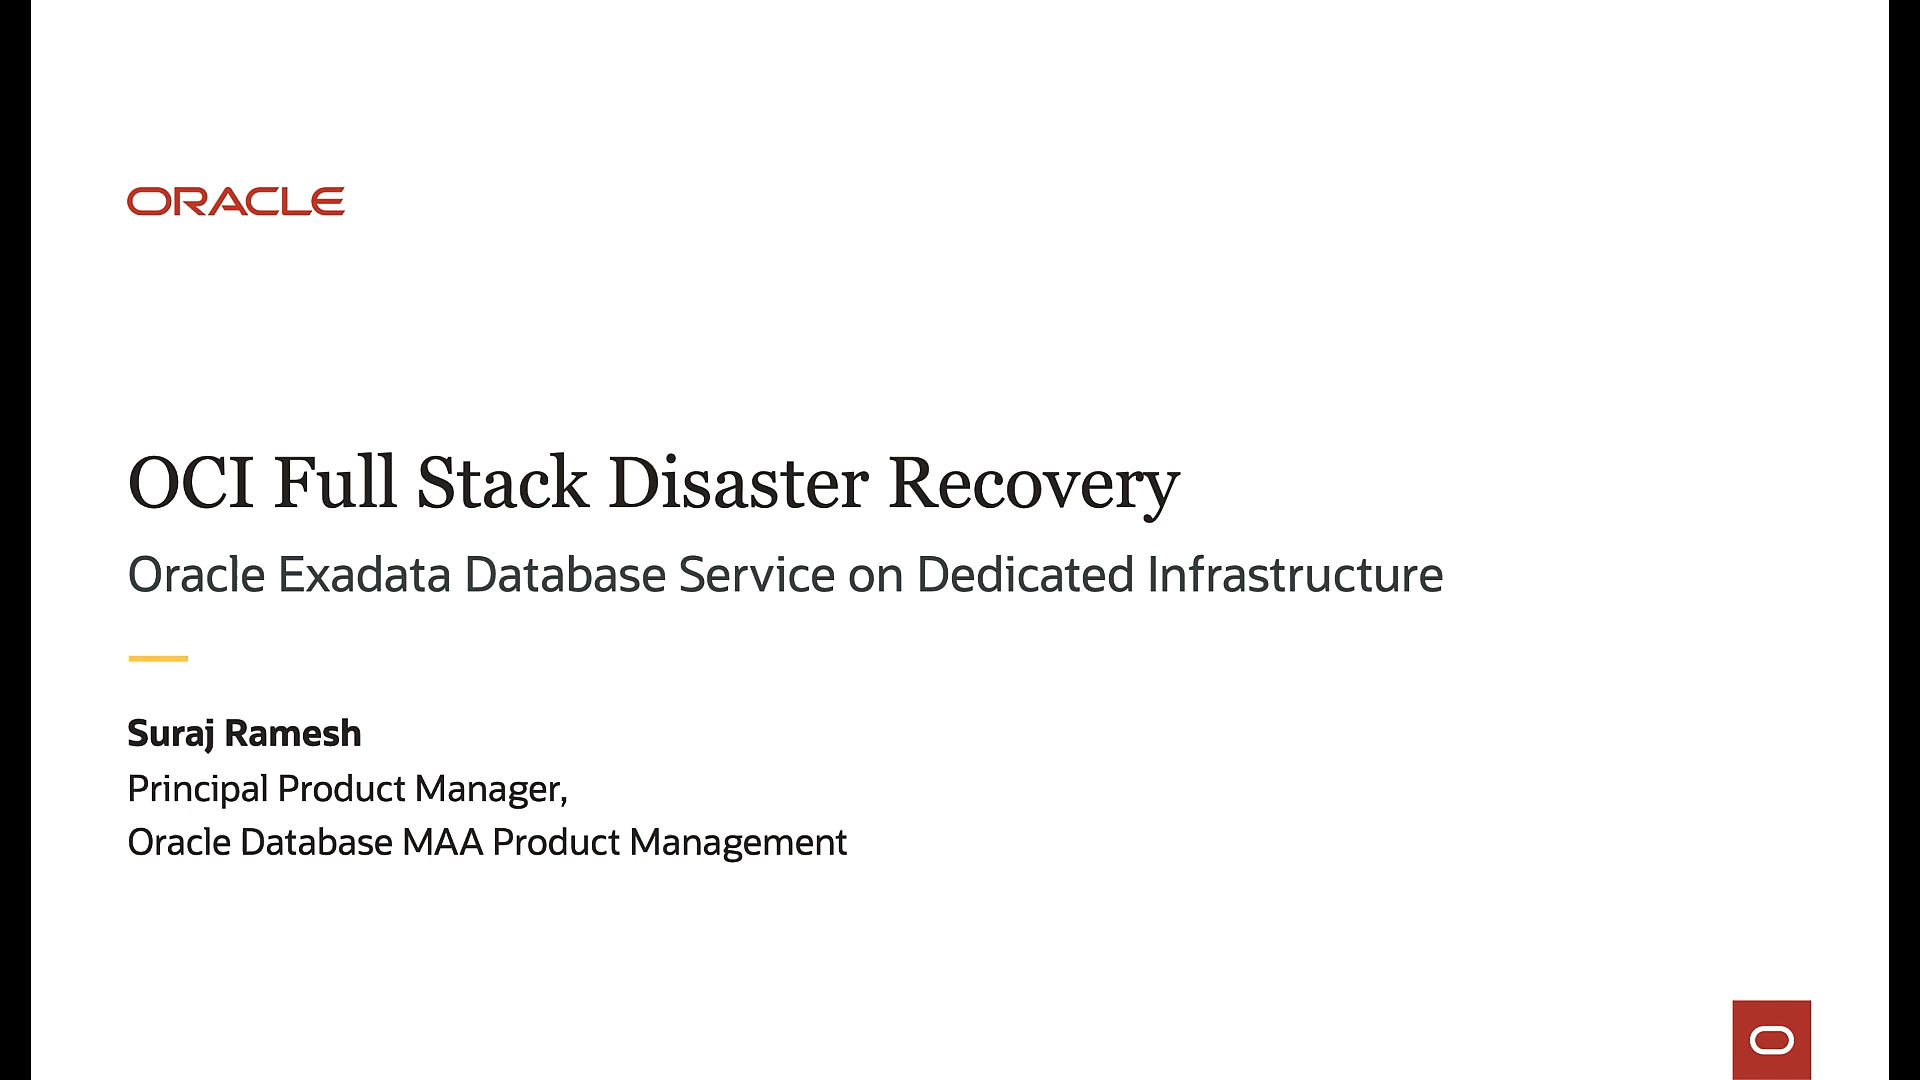 ORACLE
OCI Full Stack Disaster Recovery
Oracle Exadata Database Service on Dedicated Infrastructure
Suraj Ramesh
Principal Product Manager,
Oracle Database MAA Product Management